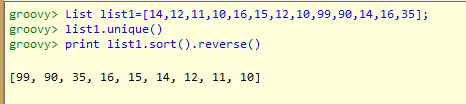 groovy> List list1=[14,12,11,10,16,15,12,10,99,90,14,16,35];
groovy> list1.unique()
groovy> print list1.sort().reverse()
[99, 90, 35, 16, 15, 14, 12, 11, 10]